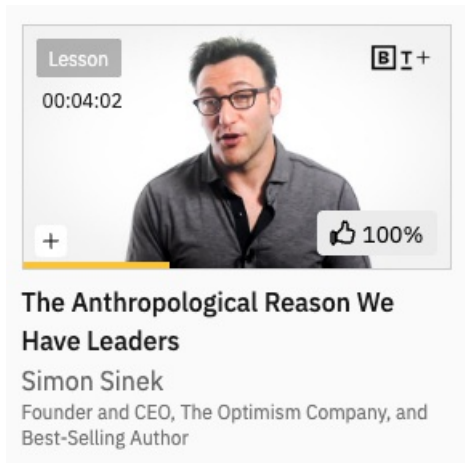 Lesson
B T+
00:04:02
+
100%
The Anthropological Reason We
Have Leaders
Simon Sinek
Founder and CEO, The Optimism Company, and
Best-Selling Author